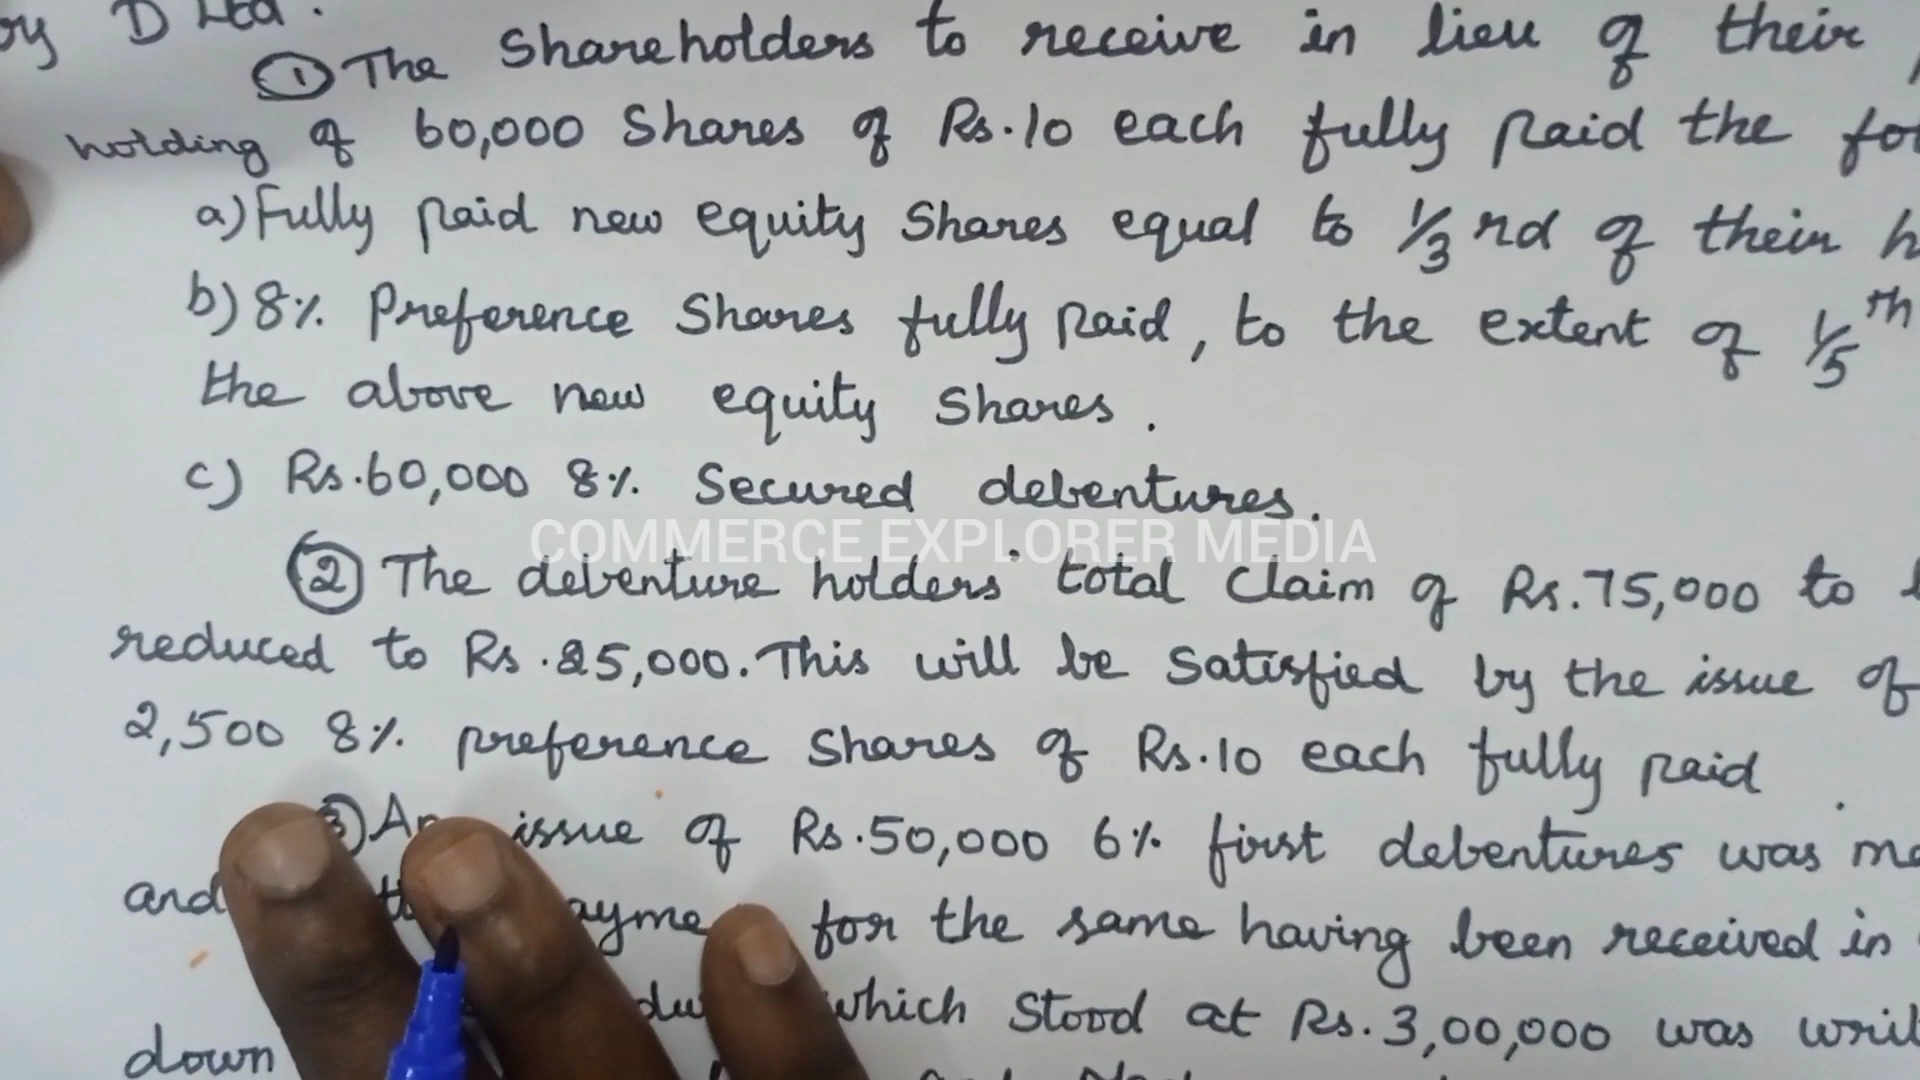 by D Ltd.
① The Shareholders to receive in lieu of their
holding of 60,000 Shares of Rs.10 each fully paid the
a) Fully paid new equity Shares equal to 1/3 rd of their
b) 8% Preference Shares fully paid, to the extent of 1/5th
the above new equity Shares.
c) Rs.60,000 8% Secured debentures.
COMMERCE EXPLORER MEDIA
② The debenture holders' total claim of Rs.75,000 to
reduced to Rs.25,000. This will be satisfied by the issue of
2,500 8% preference shares of Rs.10 each fully paid.
issue of Rs.50,000 6% first debentures was
and for the same having been received in
which stood at Rs.3,00,000 was
down